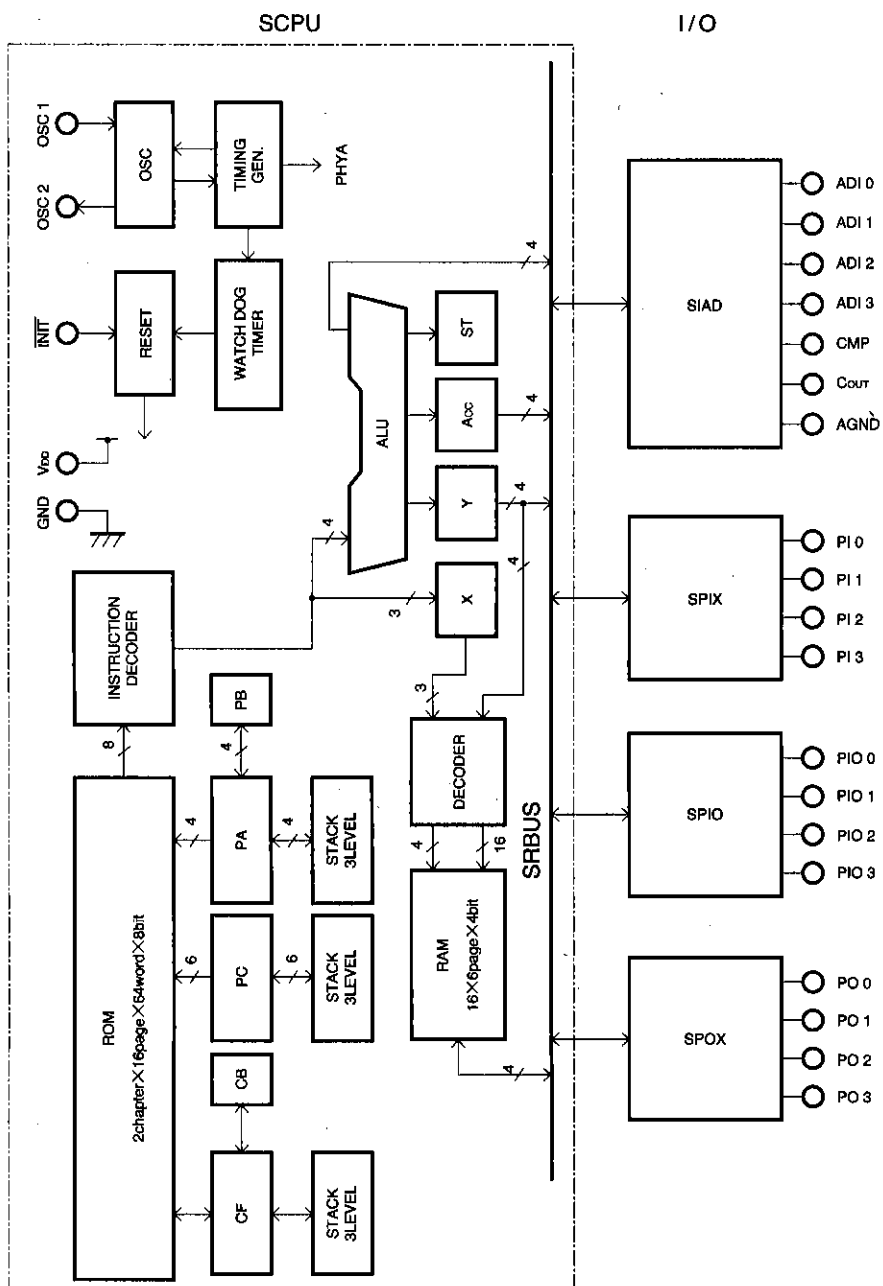 SCPU
I/O
OSC 1
OSC 2
OSC
TIMING
GEN.
PHYA
INIT
RESET
WATCH DOG
TIMER
VDD
GND
ALU
ST
ACC
Y
X
4
4
4
4
4
3
INSTRUCTION
DECODER
8
ROM
2chapter×16page×64word×8bit
PB
4
4
PA
4
STACK
3LEVEL
6
PC
6
STACK
3LEVEL
CB
CF
STACK
3LEVEL
3
DECODER
4
16
RAM
16×6page×4bit
4
SRBUS
SIAD
ADI 0
ADI 1
ADI 2
ADI 3
CMP
COUT
AGND
SPIX
PI 0
PI 1
PI 2
PI 3
SPIO
PIO 0
PIO 1
PIO 2
PIO 3
SPOX
PO 0
PO 1
PO 2
PO 3